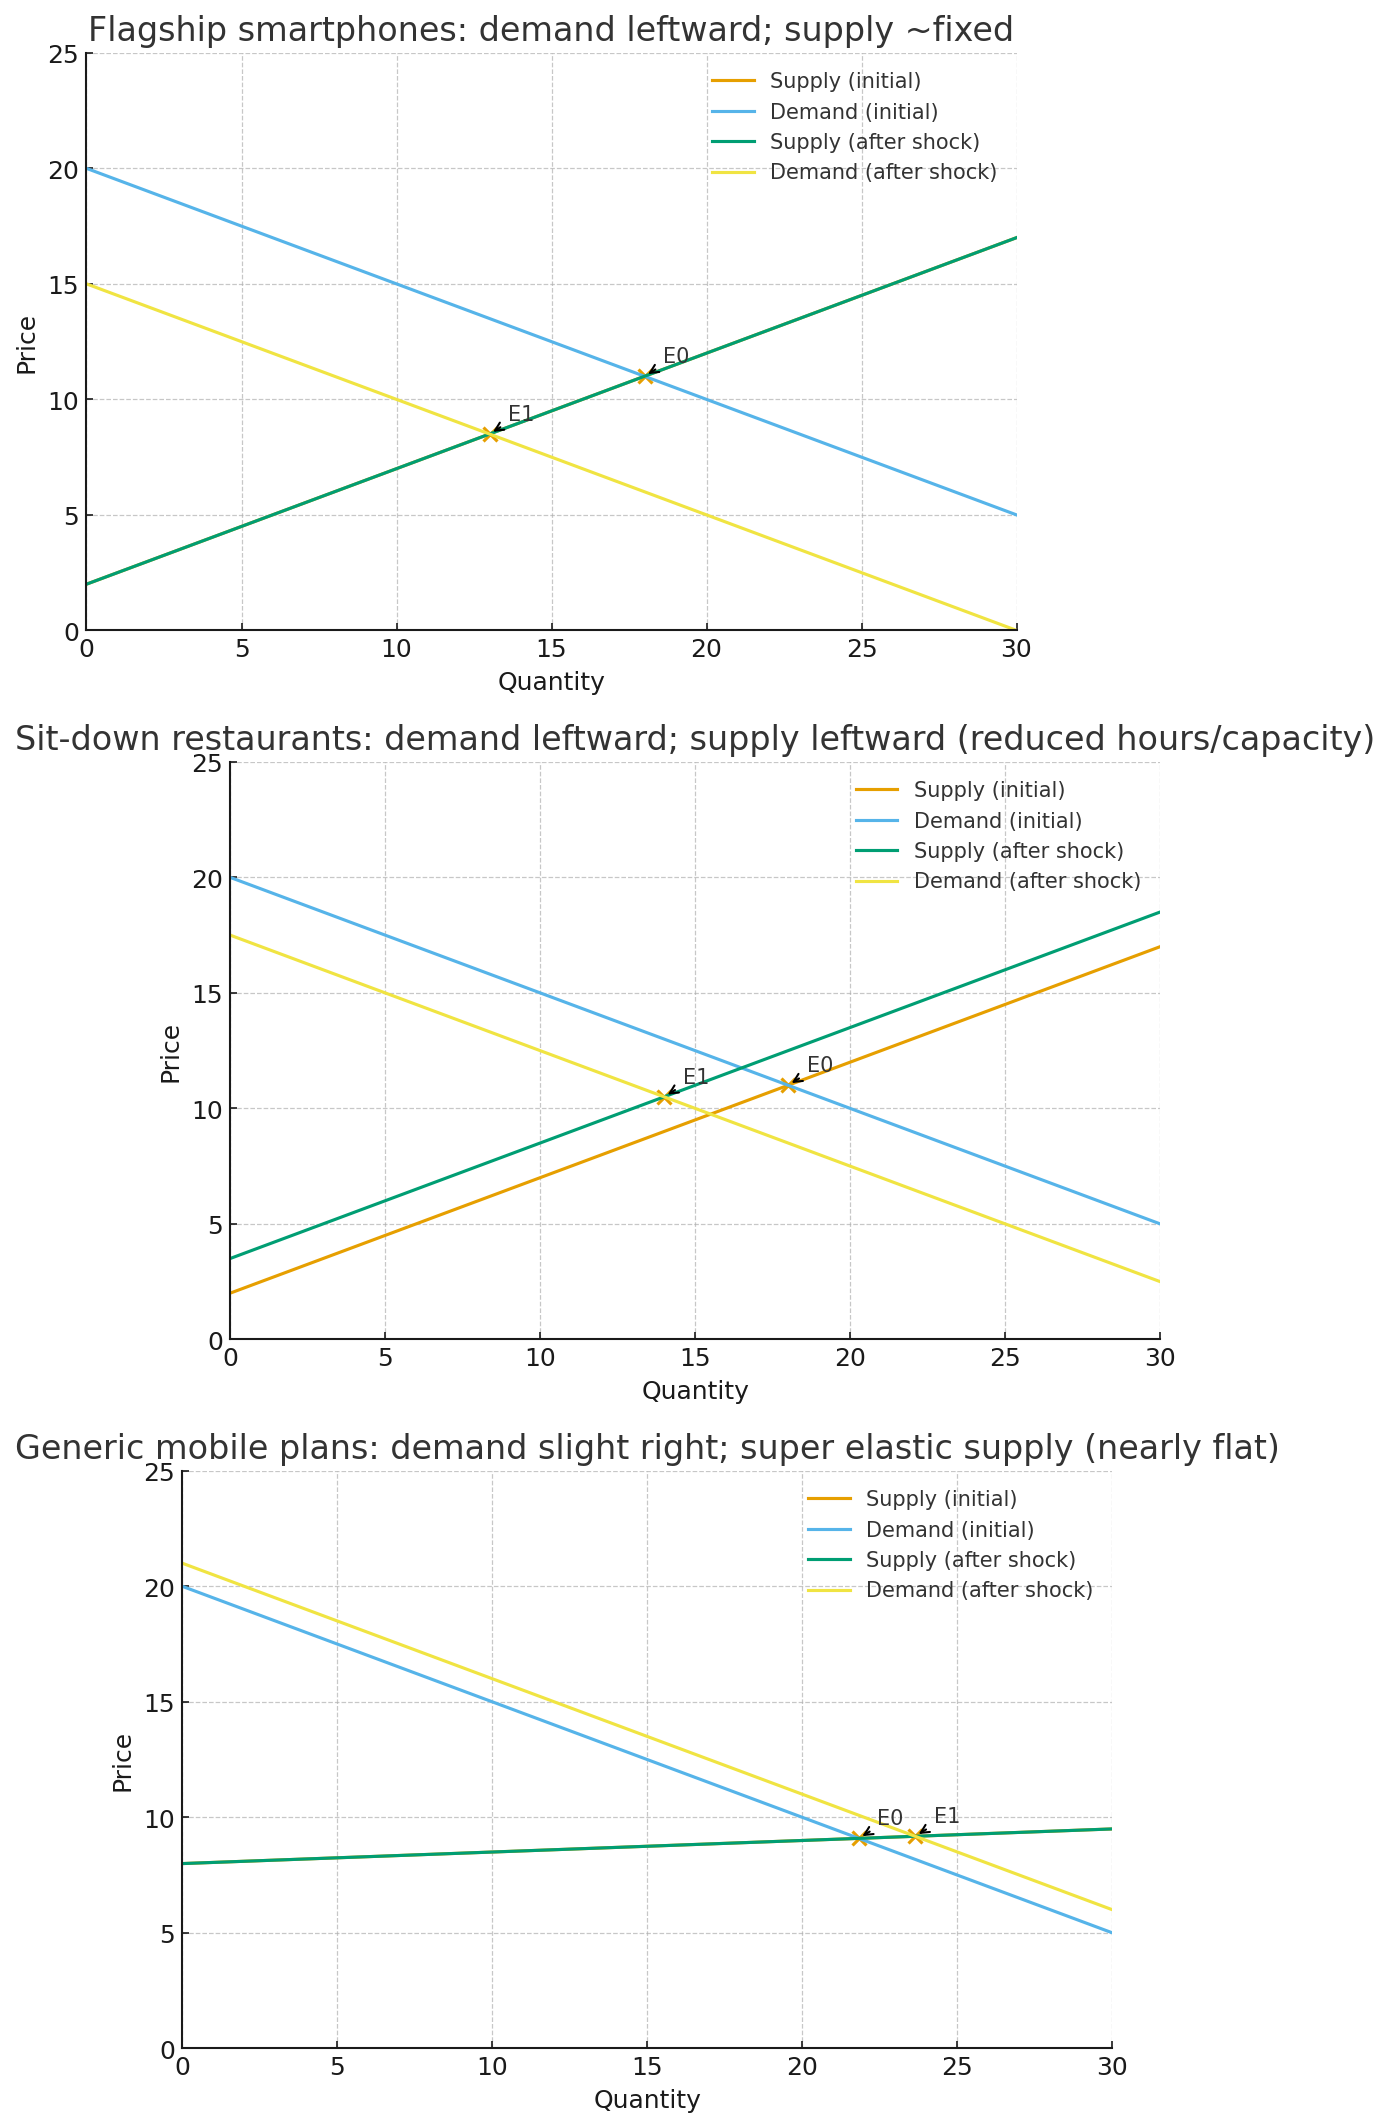 Flagship smartphones: demand leftward; supply ~fixed
25
Supply (initial)
Demand (initial)
Supply (after shock)
Demand (after shock)
20
15
E0
Price
10
E1
5
0
0 5 10 15 20 25 30
Quantity
Sit-down restaurants: demand leftward; supply leftward (reduced hours/capacity)
25
Supply (initial)
Demand (initial)
Supply (after shock)
Demand (after shock)
20
15
Price
E0
E1
10
5
0
0 5 10 15 20 25 30
Quantity
Generic mobile plans: demand slight right; super elastic supply (nearly flat)
25
Supply (initial)
Demand (initial)
Supply (after shock)
Demand (after shock)
20
15
Price
10
E0 E1
5
0
0 5 10 15 20 25 30
Quantity